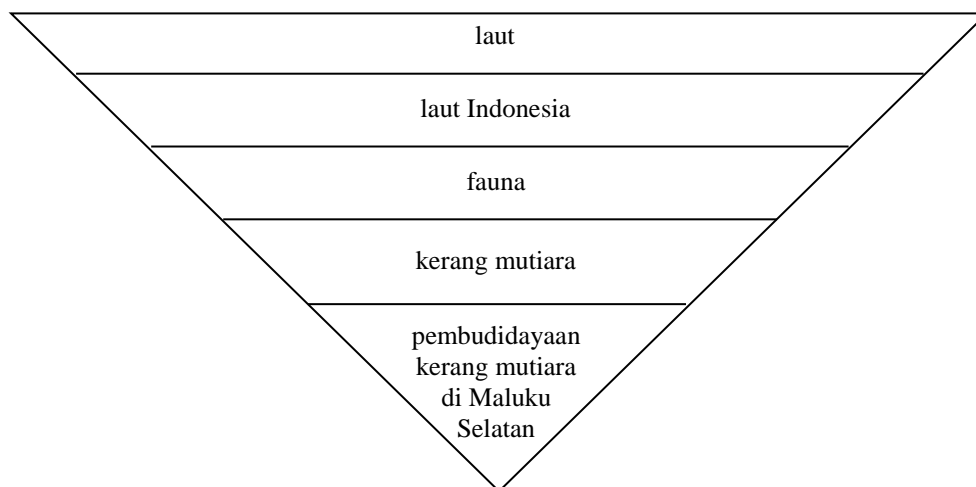 laut
laut Indonesia
fauna
kerang mutiara
pembudidayaan
kerang mutiara
di Maluku
Selatan